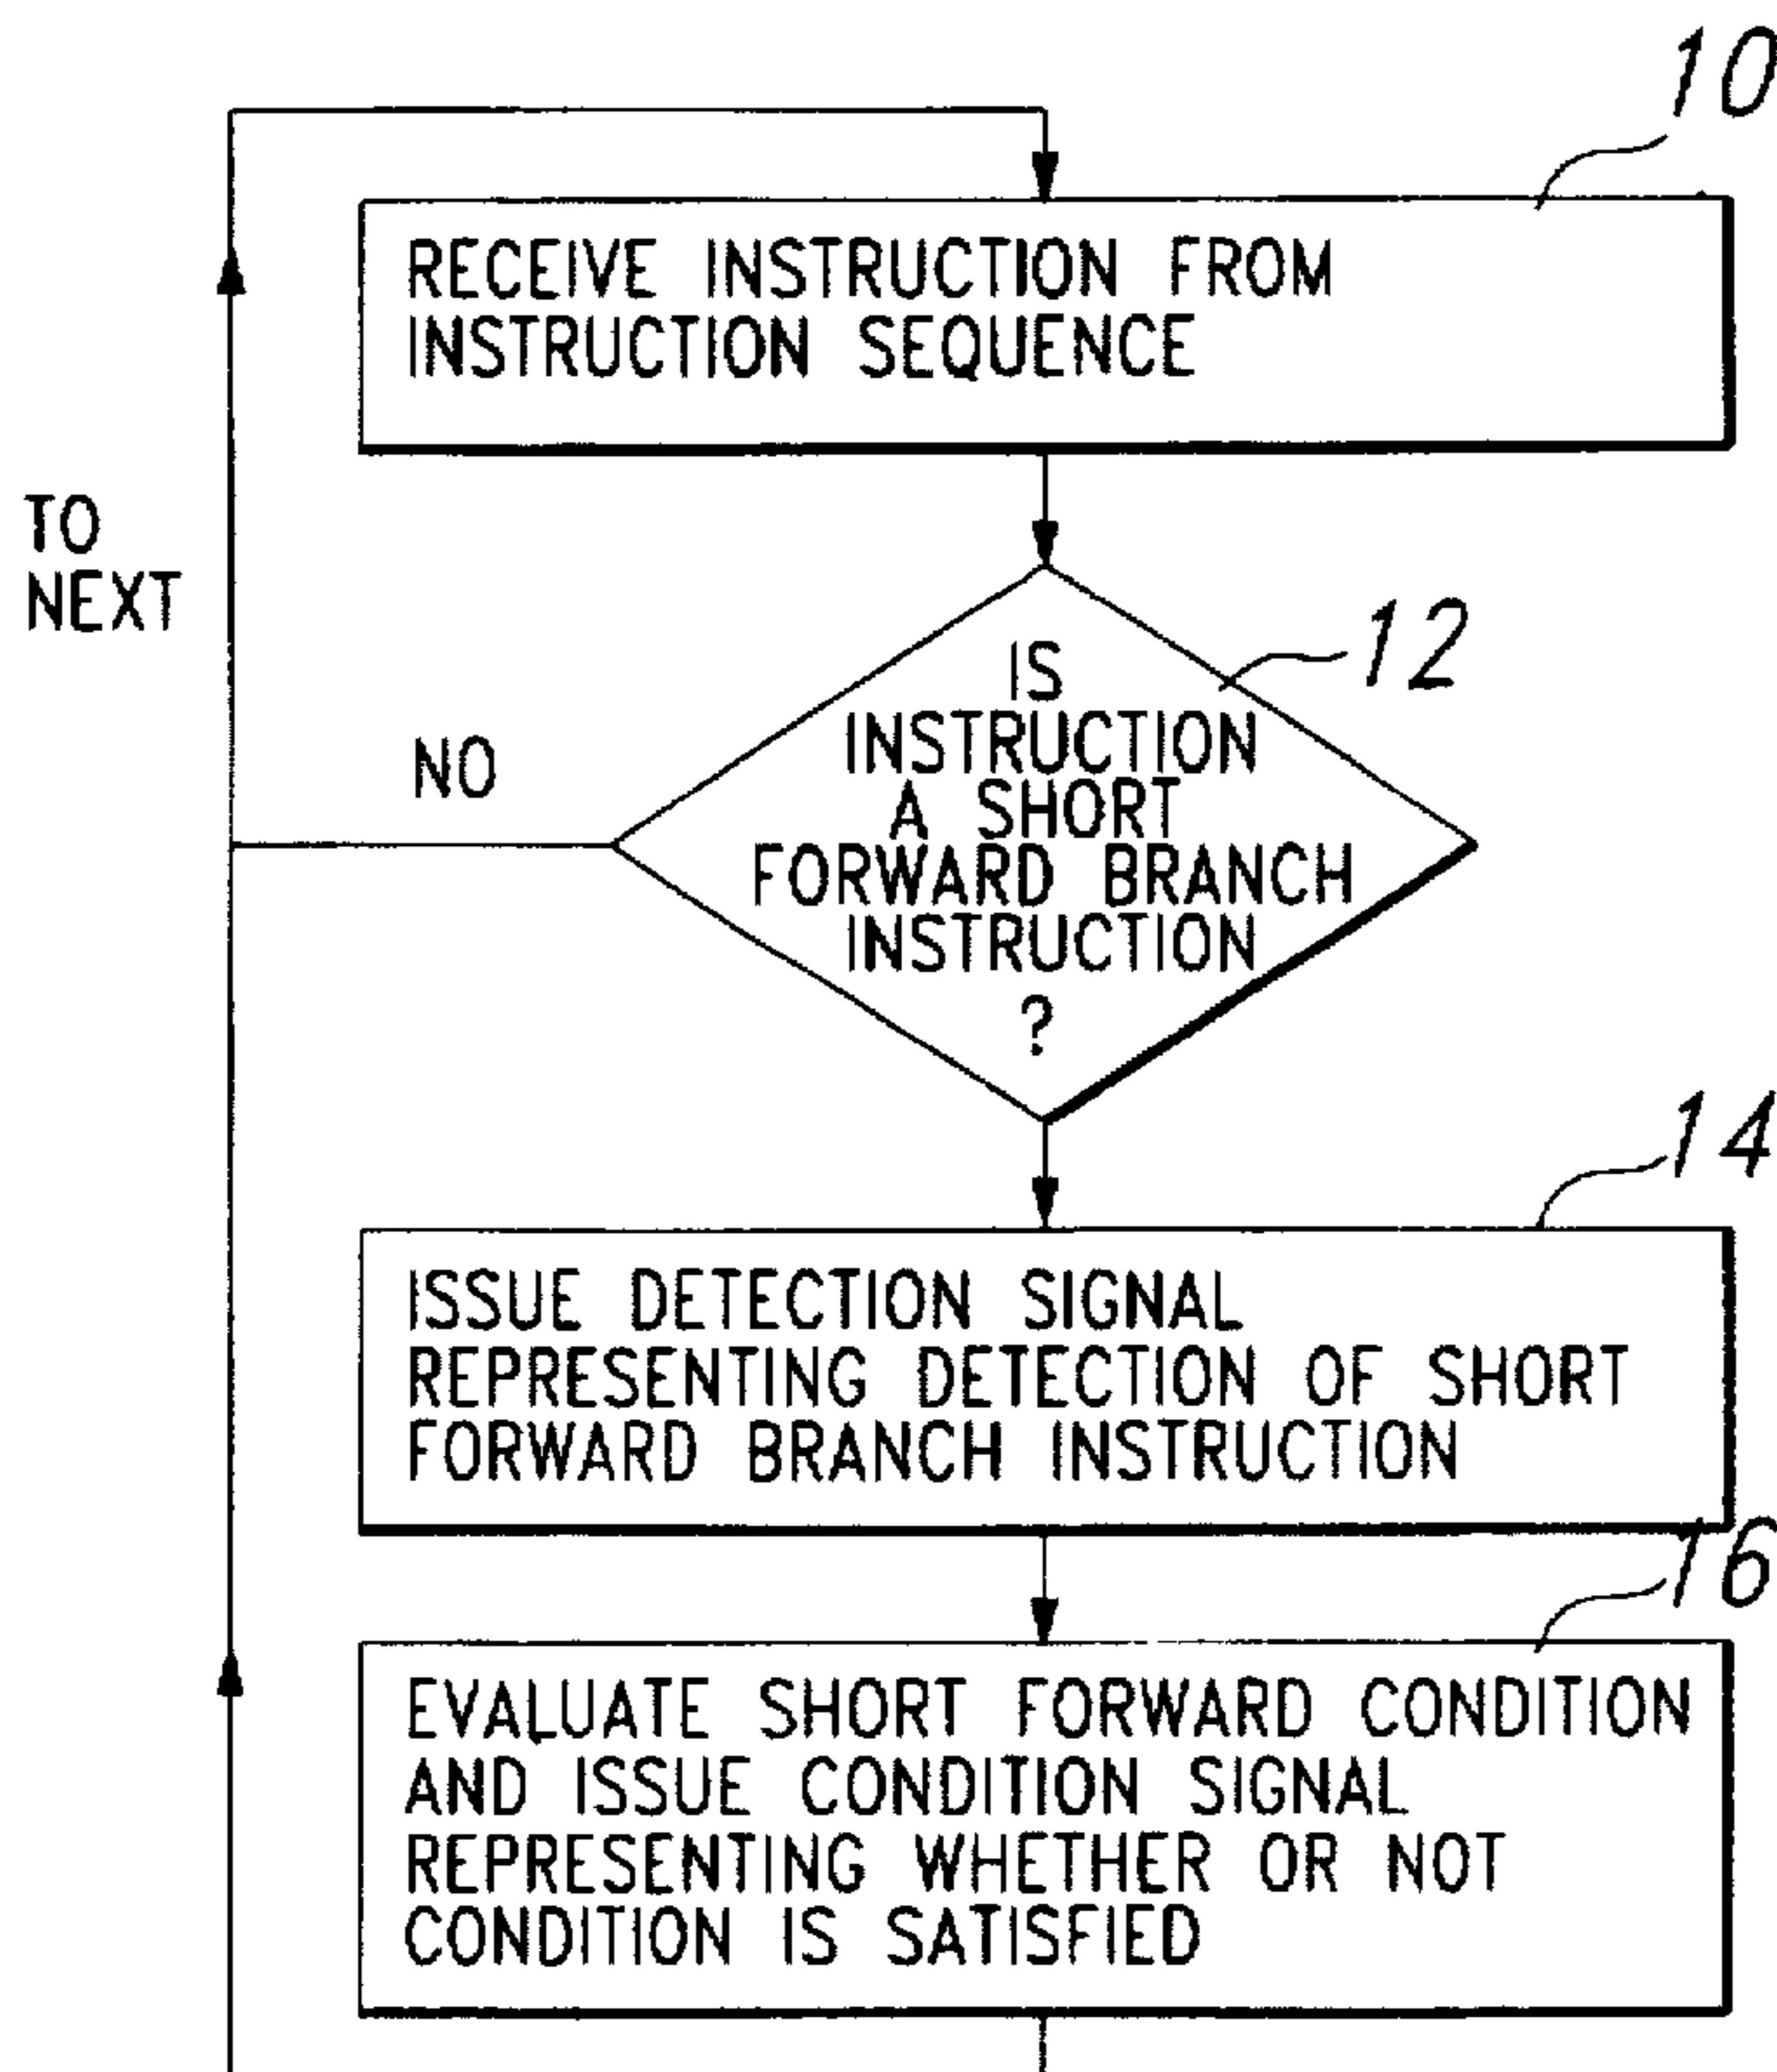 10
RECEIVE INSTRUCTION FROM
INSTRUCTION SEQUENCE
TO
NEXT
12
IS
INSTRUCTION
A SHORT
FORWARD BRANCH
INSTRUCTION
?
NO
14
ISSUE DETECTION SIGNAL
REPRESENTING DETECTION OF SHORT
FORWARD BRANCH INSTRUCTION
16
EVALUATE SHORT FORWARD CONDITION
AND ISSUE CONDITION SIGNAL
REPRESENTING WHETHER OR NOT
CONDITION IS SATISFIED